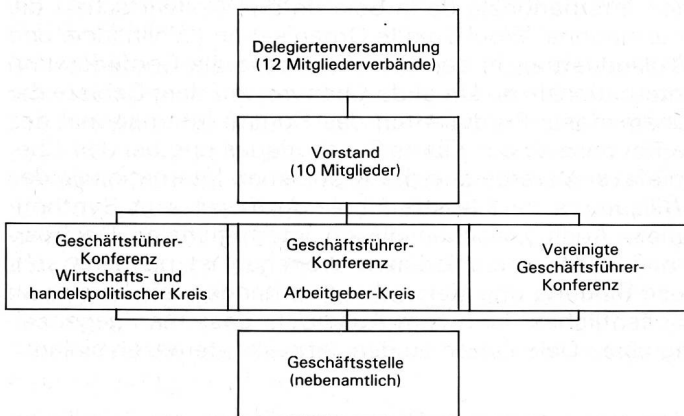 Delegiertenversammlung
(12 Mitgliederverbände)
Vorstand
(10 Mitglieder)
Geschäftsführer-
Konferenz
Wirtschafts- und
handelspolitischer Kreis
Geschäftsführer-
Konferenz
Arbeitgeber-Kreis
Vereinigte
Geschäftsführer-
Konferenz
Geschäftsstelle
(nebenamtlich)